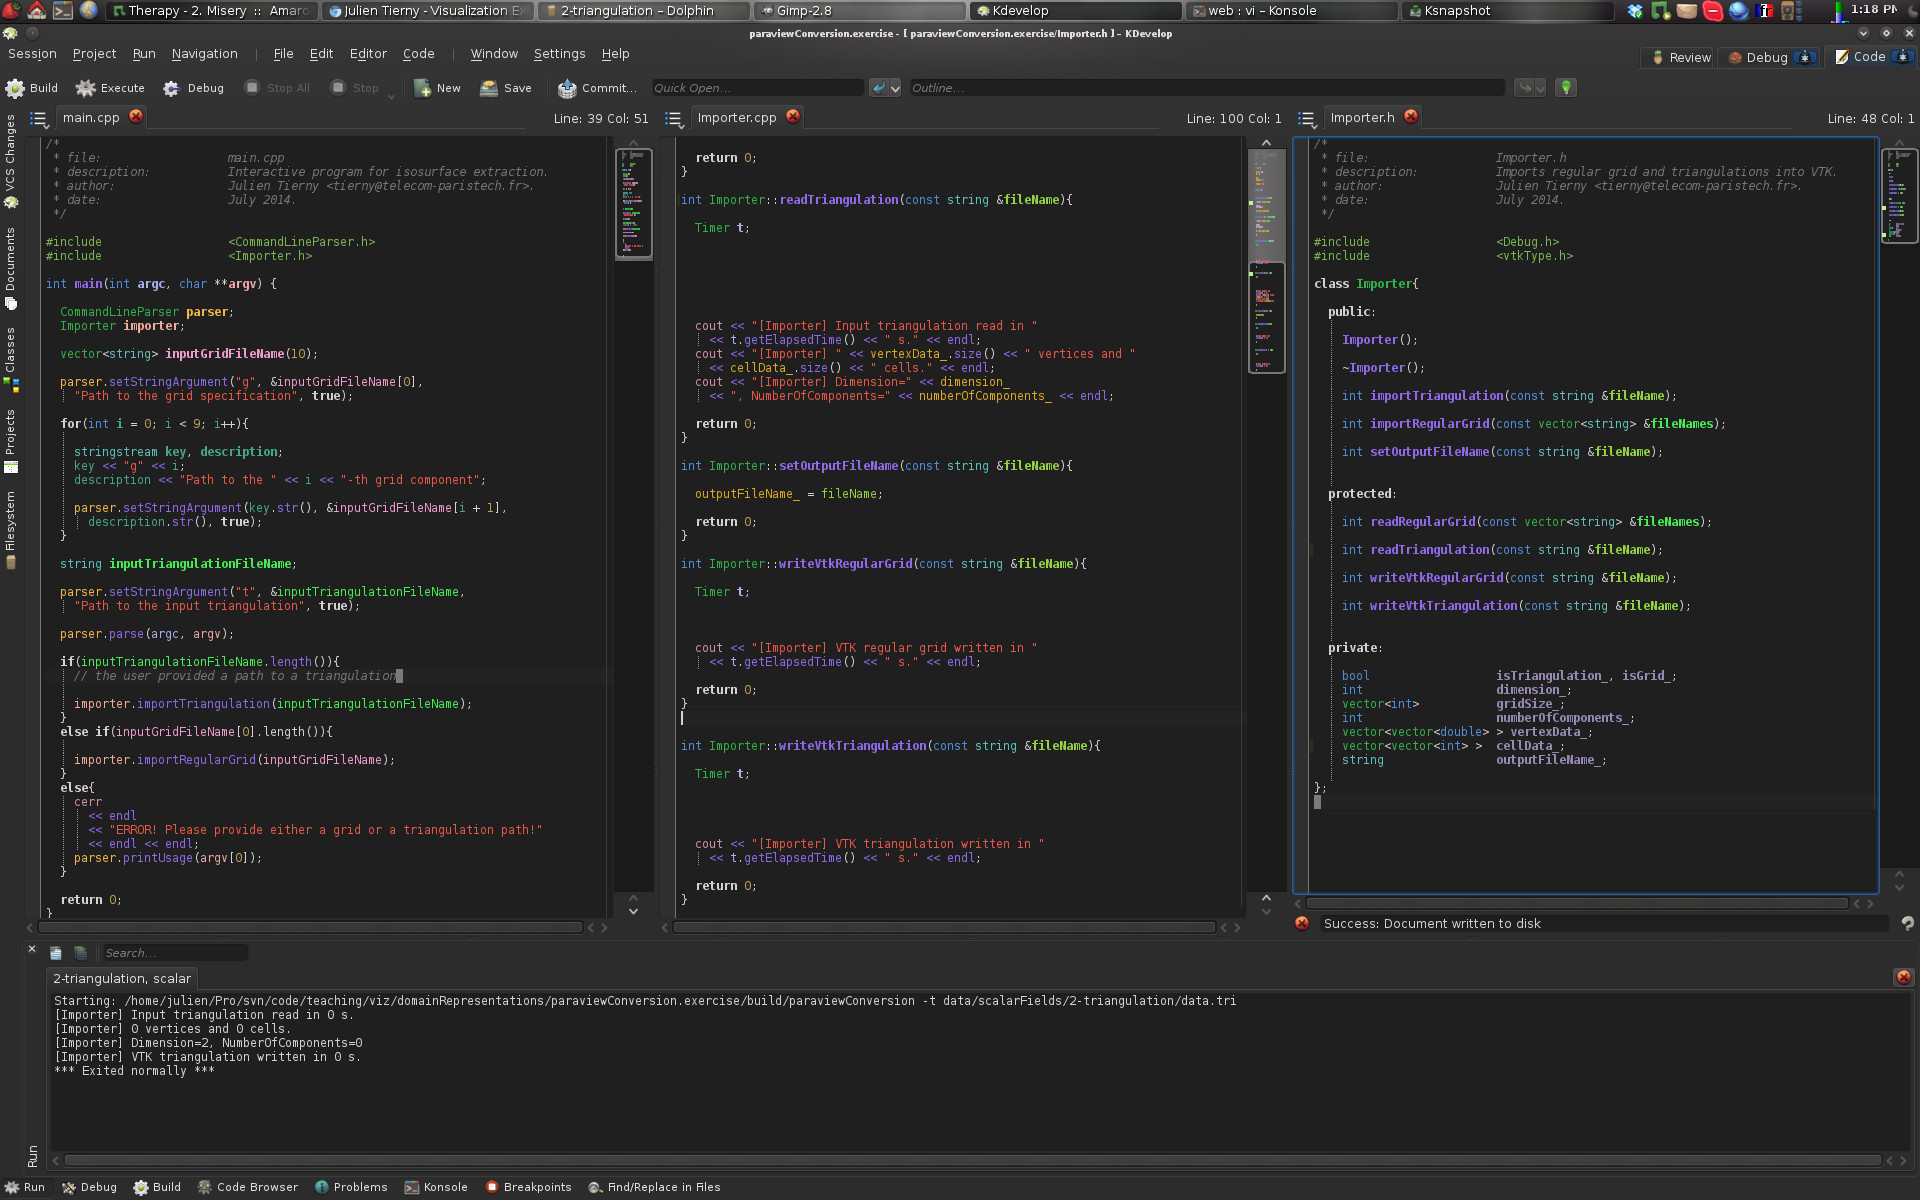 Therapy - 2. Misery :: Amaro
Julien Tierny - Visualization E
2-triangulation – Dolphin
Gimp-2.8
Kdevelop
web : vi – Konsole
Ksnapshot
1:18 PM
paraviewConversion.exercise - [ paraviewConversion.exercise/Importer.h ] – KDevelop
Session Project Run Navigation File Edit Editor Code Window Settings Help
Review Debug Code
Build Execute Debug Stop All Stop New Save Commit... Quick Open... Outline...
VCS Changes
Documents
Classes
Projects
Filesystem
main.cpp Line: 39 Col: 51
/*
* file: main.cpp
* description: Interactive program for isosurface extraction.
* author: Julien Tierny <tierny@telecom-paristech.fr>.
* date: July 2014.
*/
#include <CommandLineParser.h>
#include <Importer.h>
int main(int argc, char **argv) {
CommandLineParser parser;
Importer importer;
vector<string> inputGridFileName(10);
parser.setStringArgument("g", &inputGridFileName[0],
"Path to the grid specification", true);
for(int i = 0; i < 9; i++){
stringstream key, description;
key << "g" << i;
description << "Path to the " << i << "-th grid component";
parser.setStringArgument(key.str(), &inputGridFileName[i + 1],
description.str(), true);
}
string inputTriangulationFileName;
parser.setStringArgument("t", &inputTriangulationFileName,
"Path to the input triangulation", true);
parser.parse(argc, argv);
if(inputTriangulationFileName.length()){
// the user provided a path to a triangulation
importer.importTriangulation(inputTriangulationFileName);
}
else if(inputGridFileName[0].length()){
importer.importRegularGrid(inputGridFileName);
}
else{
cerr
<< endl
<< "ERROR! Please provide either a grid or a triangulation path!"
<< endl << endl;
parser.printUsage(argv[0]);
}
return 0;
}
Importer.cpp Line: 100 Col: 1
return 0;
}
int Importer::readTriangulation(const string &fileName){
Timer t;
cout << "[Importer] Input triangulation read in "
<< t.getElapsedTime() << " s." << endl;
cout << "[Importer] " << vertexData_.size() << " vertices and "
<< cellData_.size() << " cells." << endl;
cout << "[Importer] Dimension=" << dimension_
<< ", NumberOfComponents=" << numberOfComponents_ << endl;
return 0;
}
int Importer::setOutputFileName(const string &fileName){
outputFileName_ = fileName;
return 0;
}
int Importer::writeVtkRegularGrid(const string &fileName){
Timer t;
cout << "[Importer] VTK regular grid written in "
<< t.getElapsedTime() << " s." << endl;
return 0;
}
int Importer::writeVtkTriangulation(const string &fileName){
Timer t;
cout << "[Importer] VTK triangulation written in "
<< t.getElapsedTime() << " s." << endl;
return 0;
}
Importer.h Line: 48 Col: 1
/*
* file: Importer.h
* description: Imports regular grid and triangulations into VTK.
* author: Julien Tierny <tierny@telecom-paristech.fr>.
* date: July 2014.
*/
#include <Debug.h>
#include <vtkType.h>
class Importer{
public:
Importer();
~Importer();
int importTriangulation(const string &fileName);
int importRegularGrid(const vector<string> &fileNames);
int setOutputFileName(const string &fileName);
protected:
int readRegularGrid(const vector<string> &fileNames);
int readTriangulation(const string &fileName);
int writeVtkRegularGrid(const string &fileName);
int writeVtkTriangulation(const string &fileName);
private:
bool isTriangulation_, isGrid_;
int dimension_;
vector<int> gridSize_;
int numberOfComponents_;
vector<vector<double> > vertexData_;
vector<vector<int> > cellData_;
string outputFileName_;
};
Success: Document written to disk
Search...
2-triangulation, scalar
Starting: /home/julien/Pro/svn/code/teaching/viz/domainRepresentations/paraviewConversion.exercise/build/paraviewConversion -t data/scalarFields/2-triangulation/data.tri
[Importer] Input triangulation read in 0 s.
[Importer] 0 vertices and 0 cells.
[Importer] Dimension=2, NumberOfComponents=0
[Importer] VTK triangulation written in 0 s.
*** Exited normally ***
Run
Run Debug Build Code Browser Problems Konsole Breakpoints Find/Replace in Files